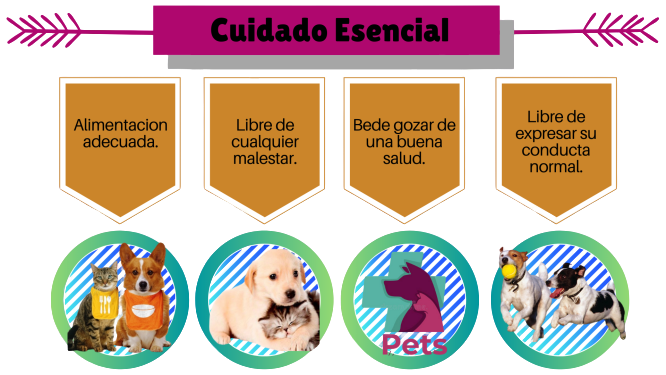 Cuidado Esencial
Alimentacion
adecuada.
Libre de
cualquier
malestar.
Bede gozar de
una buena
salud.
Libre de
expresar su
conducta
normal.
Pets